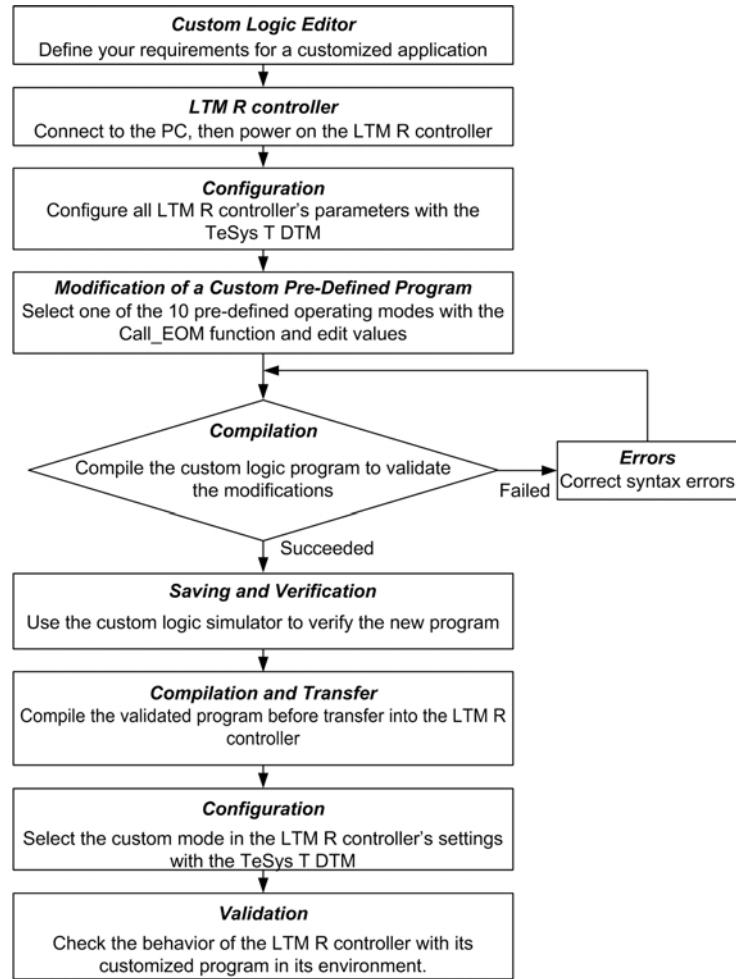 Custom Logic Editor
Define your requirements for a customized application
LTM R controller
Connect to the PC, then power on the LTM R controller
Configuration
Configure all LTM R controller's parameters with the
TeSys T DTM
Modification of a Custom Pre-Defined Program
Select one of the 10 pre-defined operating modes with the
Call_EOM function and edit values
Compilation
Compile the custom logic program to validate
the modifications
Failed
Errors
Correct syntax errors
Succeeded
Saving and Verification
Use the custom logic simulator to verify the new program
Compilation and Transfer
Compile the validated program before transfer into the LTM R
controller
Configuration
Select the custom mode in the LTM R controller's settings
with the TeSys T DTM
Validation
Check the behavior of the LTM R controller with its
customized program in its environment.